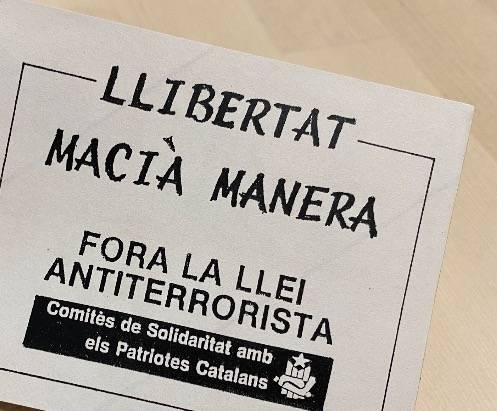 LLIBERTAT
MACIÀ MANERA
FORA LA LLEI
ANTITERRORISTA
Comitès de Solidaritat amb
els Patriotes Catalans